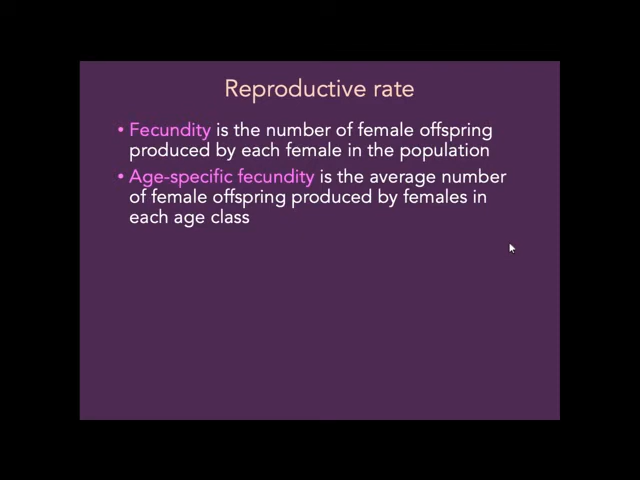 Reproductive rate
• Fecundity is the number of female offspring
produced by each female in the population
• Age-specific fecundity is the average number
of female offspring produced by females in
each age class